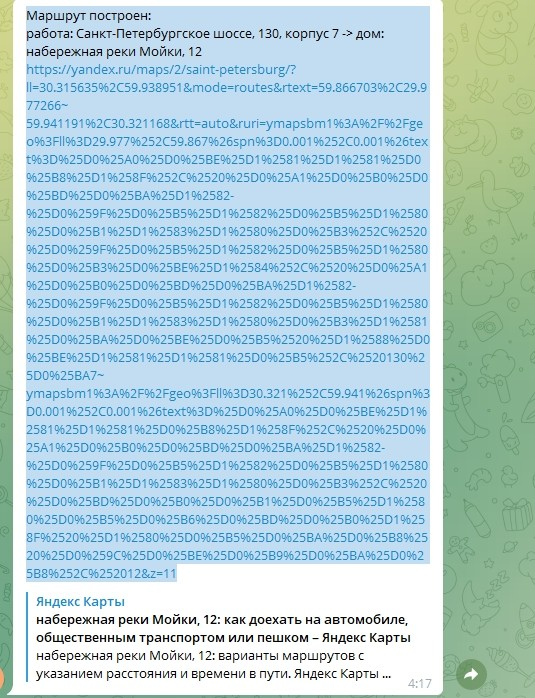 Маршрут построен:
работа: Санкт-Петербургское шоссе, 130, корпус 7 -> дом:
набережная реки Мойки, 12
https://yandex.ru/maps/2/saint-petersburg/?
ll=30.315635%2C59.938951&mode=routes&rtext=59.866703%2C29.9
77266~
59.941191%2C30.321168&rtt=auto&ruri=ymapsbm1%3A%2F%2Fge
o%3Fll%3D29.977%252C59.867%26spn%3D0.001%252C0.001%26tex
t%3D%25D0%25A0%25D0%25BE%25D1%2581%25D1%2581%25D0
%25B8%25D1%258F%252C%2520%25D0%25A1%25D0%25B0%25D0
%25BD%25D0%25BA%25D1%2582-
%25D0%259F%25D0%25B5%25D1%2582%25D0%25B5%25D1%2580
%25D0%25B1%25D1%2583%25D1%2580%25D0%25B3%252C%2520
%25D0%259F%25D0%25B5%25D1%2582%25D0%25B5%25D1%2580
%25D0%25B3%25D0%25BE%25D1%2584%252C%2520%25D0%25A1
%25D0%25B0%25D0%25BD%25D0%25BA%25D1%2582-
%25D0%259F%25D0%25B5%25D1%2582%25D0%25B5%25D1%2580
%25D0%25B1%25D1%2583%25D1%2580%25D0%25B3%25D1%2581
%25D0%25BA%25D0%25BE%25D0%25B5%2520%25D1%2588%25D0
%25BE%25D1%2581%25D1%2581%25D0%25B5%252C%2520130%2
5D0%25BA7~
ymapsbm1%3A%2F%2Fgeo%3Fll%3D30.321%252C59.941%26spn%3
D0.001%252C0.001%26text%3D%25D0%25A0%25D0%25BE%25D1%
2581%25D1%2581%25D0%25B8%25D1%258F%252C%2520%25D0%25
A1%25D0%25B0%25D0%25BD%25D0%25BA%25D1%2582-
%25D0%259F%25D0%25B5%25D1%2582%25D0%25B5%25D1%2580
%25D0%25B1%25D1%2583%25D1%2580%25D0%25B3%252C%2520
%25D0%25BD%25D0%25B0%25D0%25B1%25D0%25B5%25D1%258
0%25D0%25B5%25D0%25B6%25D0%25BD%25D0%25B0%25D1%25
8F%2520%25D1%2580%25D0%25B5%25D0%25BA%25D0%25B8%25
20%25D0%259C%25D0%25BE%25D0%25B9%25D0%25BA%25D0%2
5B8%252C%252012&z=11
Яндекс Карты
набережная реки Мойки, 12: как доехать на автомобиле,
общественным транспортом или пешком – Яндекс Карты
набережная реки Мойки, 12: варианты маршрутов с
указанием расстояния и времени в пути. Яндекс Карты ...
4:17